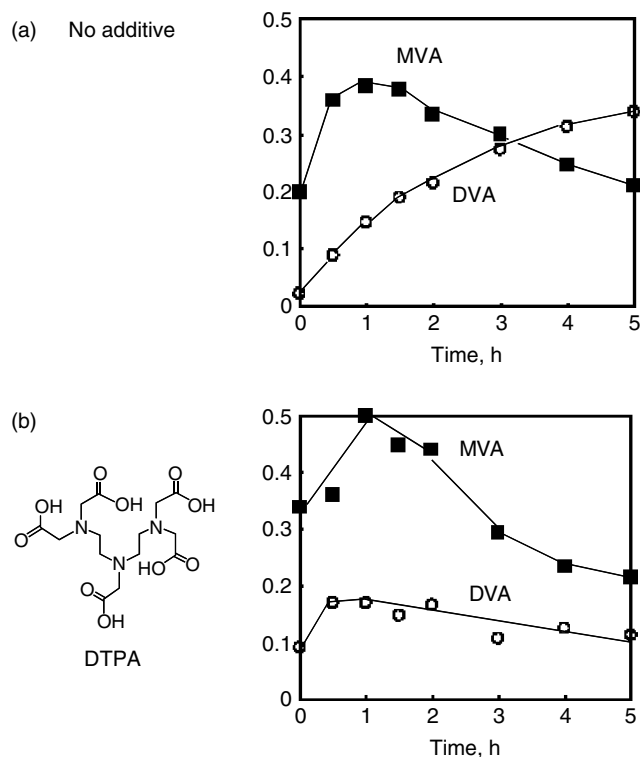 (a) No additive
0.5
0.4
0.3
0.2
0.1
0
MVA
DVA
0 1 2 3 4 5
Time, h
(b)
O
OH
O
OH
O
OH
N
N
N
O
HO
O
O
OH
DTPA
0.5
0.4
0.3
0.2
0.1
0
MVA
DVA
0 1 2 3 4 5
Time, h